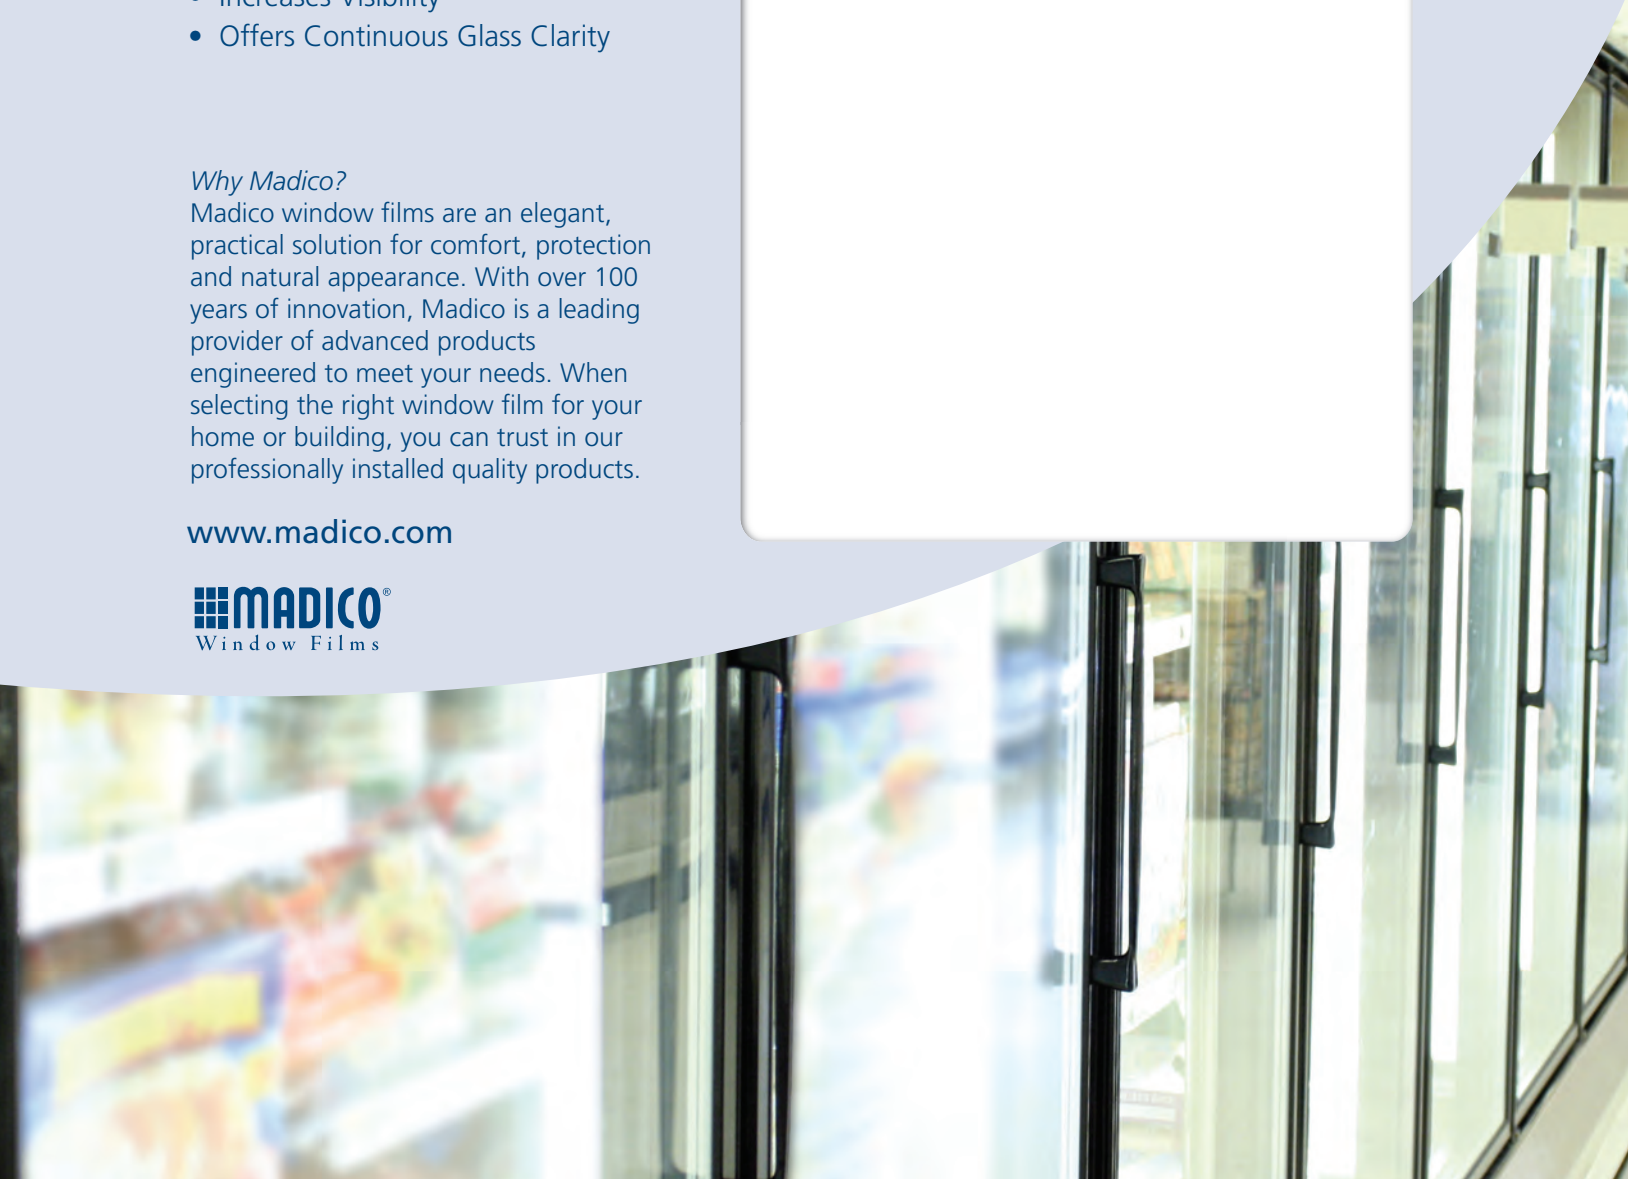 • Increases Visibility
• Offers Continuous Glass Clarity
Why Madico?
Madico window films are an elegant,
practical solution for comfort, protection
and natural appearance. With over 100
years of innovation, Madico is a leading
provider of advanced products
engineered to meet your needs. When
selecting the right window film for your
home or building, you can trust in our
professionally installed quality products.
www.madico.com
MADICO®
Window Films